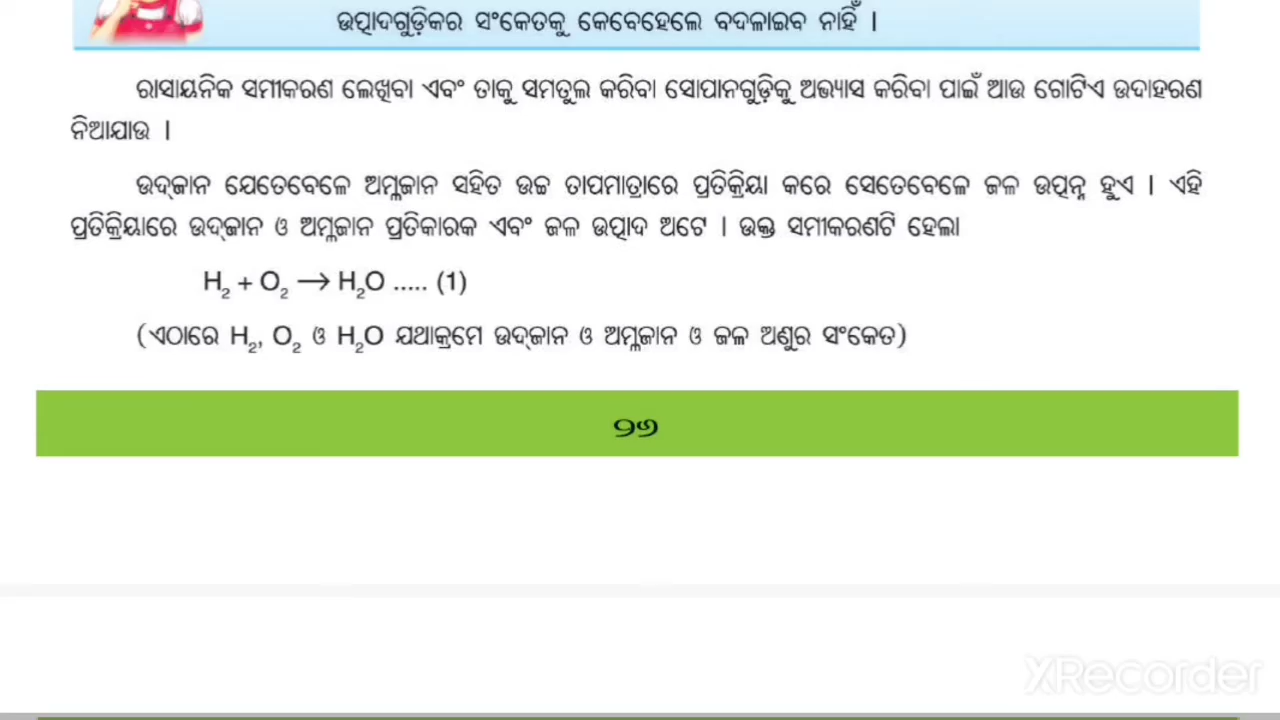 ଉତ୍ପାଦଗୁଡ଼ିକର ସଂକେତକୁ କେବେହେଲେ ବଦଳାଇବ ନାହିଁ ।
ରାସାୟନିକ ସମୀକରଣ ଲେଖିବା ଏବଂ ତାକୁ ସମତୁଲ କରିବା ସୋପାନଗୁଡ଼ିକୁ ଅଭ୍ୟାସ କରିବା ପାଇଁ ଆଉ ଗୋଟିଏ ଉଦାହରଣ
ନିଆଯାଉ ।
ଉଦ୍‌ଜାନ ଯେତେବେଳେ ଅମ୍ଳଜାନ ସହିତ ଉଚ୍ଚ ତାପମାତ୍ରାରେ ପ୍ରତିକ୍ରିୟା କରେ ସେତେବେଳେ ଜଳ ଉତ୍ପନ୍ନ ହୁଏ । ଏହି
ପ୍ରତିକ୍ରିୟାରେ ଉଦ୍‌ଜାନ ଓ ଅମ୍ଳଜାନ ପ୍ରତିକାରକ ଏବଂ ଜଳ ଉତ୍ପାଦ ଅଟେ । ଉକ୍ତ ସମୀକରଣଟି ହେଲା
H₂ + O₂ → H₂O ..... (1)
(ଏଠାରେ H₂, O₂ ଓ H₂O ଯଥାକ୍ରମେ ଉଦ୍‌ଜାନ ଓ ଅମ୍ଳଜାନ ଓ ଜଳ ଅଣୁର ସଂକେତ)
୨୬
XRecorder